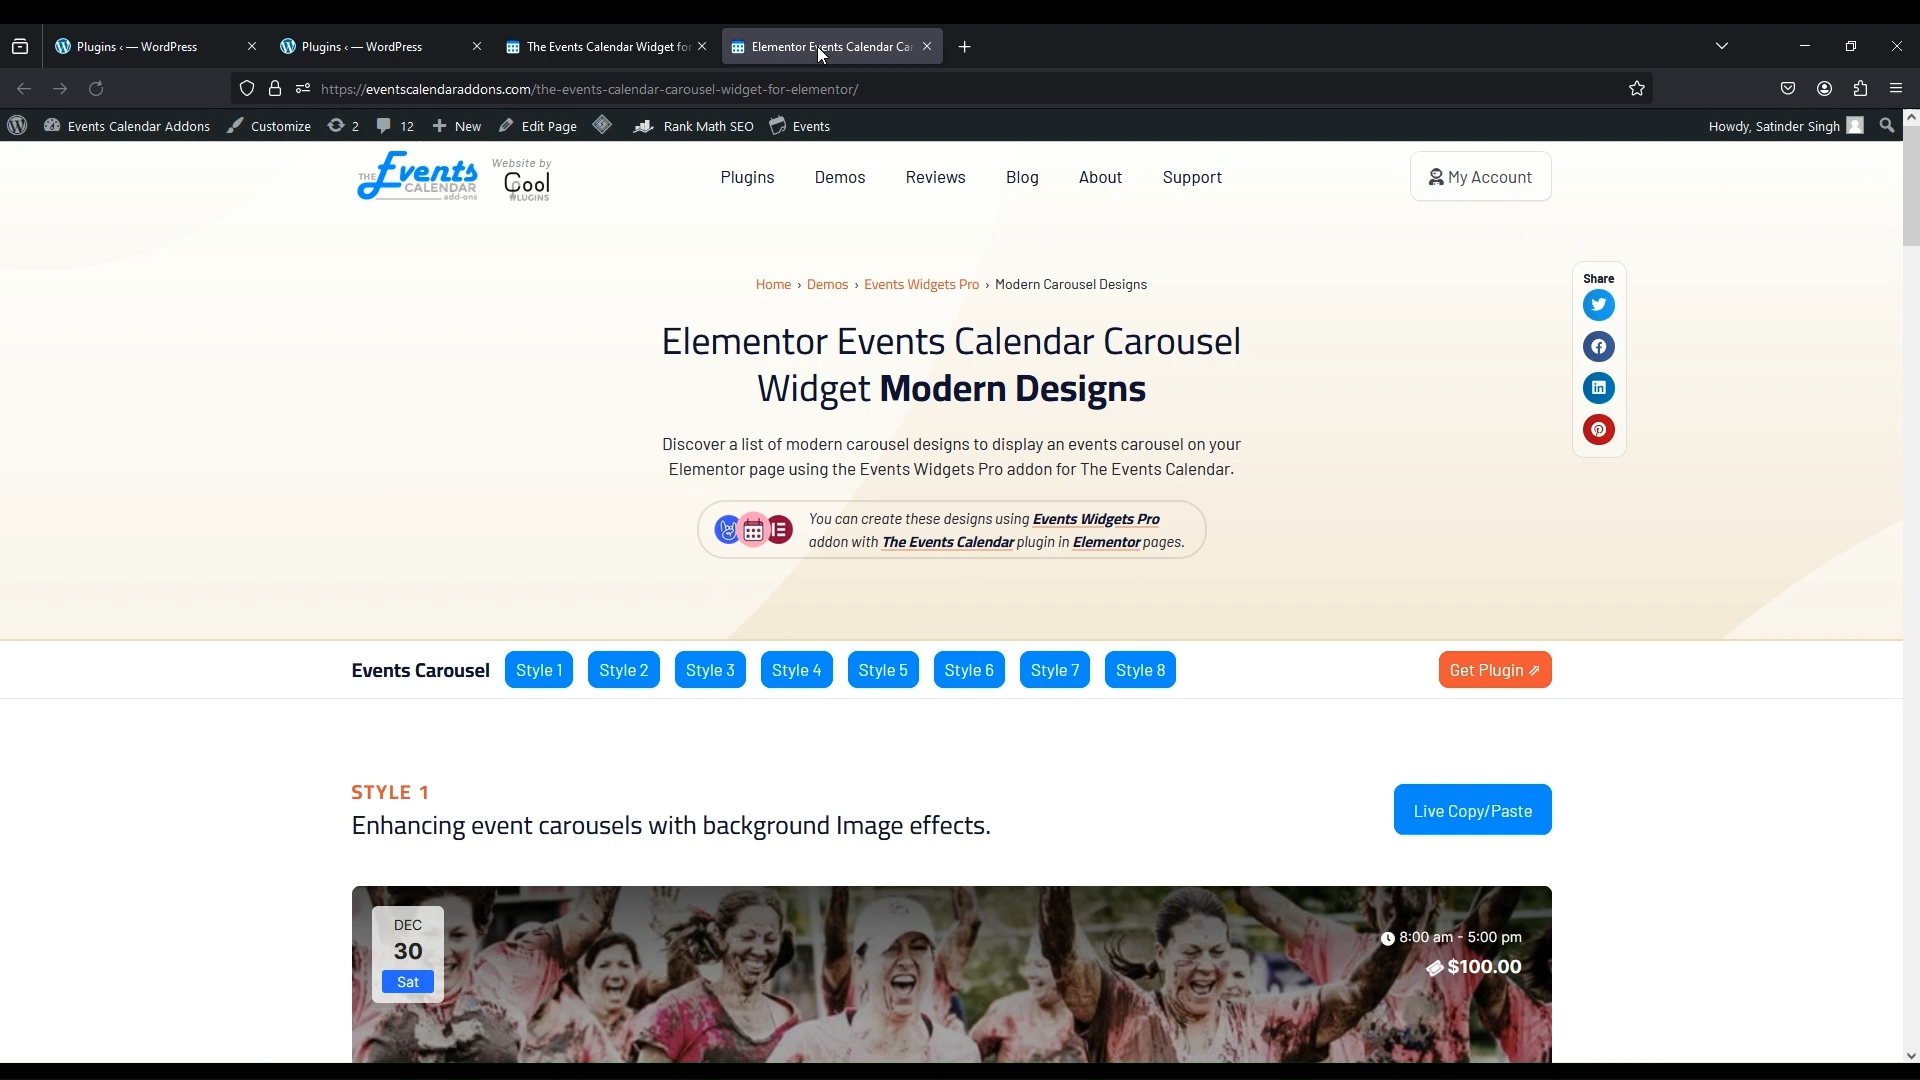 Plugins ‹ — WordPress
Plugins ‹ — WordPress
The Events Calendar Widget for
Elementor Events Calendar Car
https://eventscalendaraddons.com/the-events-calendar-carousel-widget-for-elementor/
Events Calendar Addons
Customize
2
12
New
Edit Page
Rank Math SEO
Events
Howdy, Satinder Singh
THE Events CALENDAR add-ons
Website by
Cool PLUGINS
Plugins
Demos
Reviews
Blog
About
Support
My Account
Home › Demos › Events Widgets Pro › Modern Carousel Designs
Share
Elementor Events Calendar Carousel
Widget Modern Designs
Discover a list of modern carousel designs to display an events carousel on your
Elementor page using the Events Widgets Pro addon for The Events Calendar.
You can create these designs using Events Widgets Pro
addon with The Events Calendar plugin in Elementor pages.
Events Carousel
Style 1
Style 2
Style 3
Style 4
Style 5
Style 6
Style 7
Style 8
Get Plugin ⇗
STYLE 1
Enhancing event carousels with background Image effects.
Live Copy/Paste
DEC
30
Sat
8:00 am - 5:00 pm
$100.00